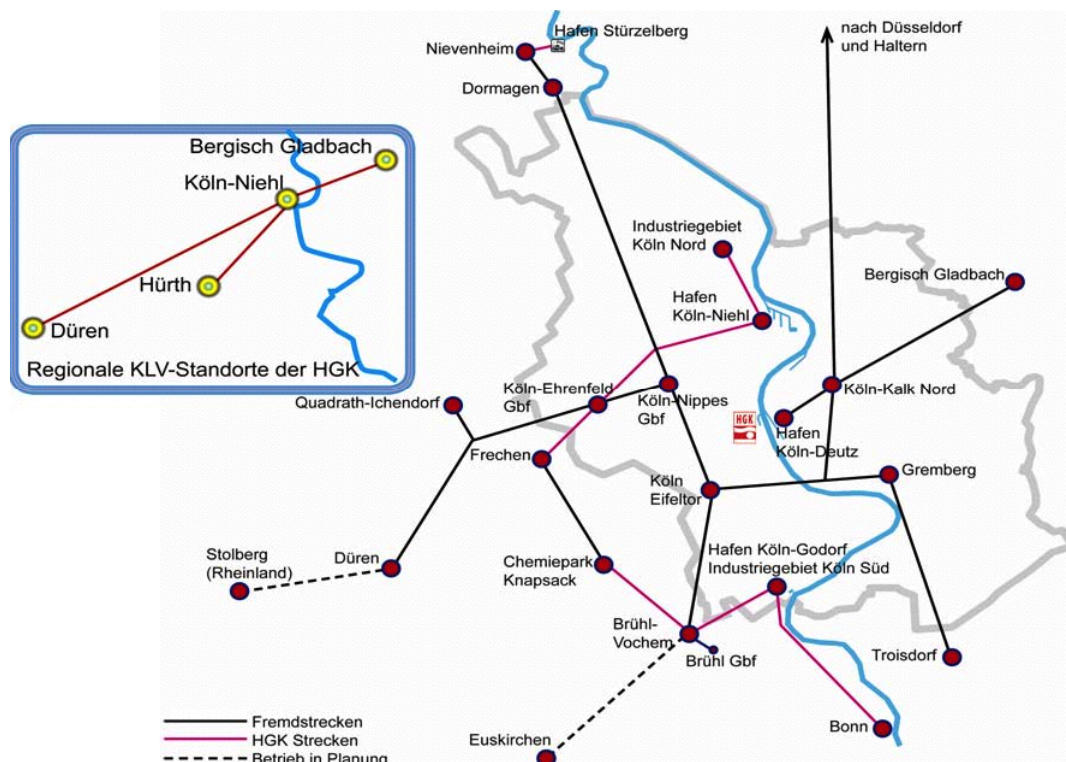 Hafen Stürzelberg
Nievenheim
Dormagen
nach Düsseldorf
und Haltern
Bergisch Gladbach
Köln-Niehl
Hürth
Düren
Regionale KLV-Standorte der HGK
Industriegebiet
Köln Nord
Hafen
Köln-Niehl
Bergisch Gladbach
Quadrath-Ichendorf
Köln-Ehrenfeld
Gbf
Köln-Nippes
Gbf
HGK
Köln-Kalk Nord
Hafen
Köln-Deutz
Frechen
Köln
Eifeltor
Gremberg
Stolberg
(Rheinland)
Düren
Chemiepark
Knapsack
Hafen Köln-Godorf
Industriegebiet Köln Süd
Brühl-
Vochem
Brühl Gbf
Troisdorf
Bonn
Euskirchen
Fremdstrecken
HGK Strecken
Betrieb in Planung